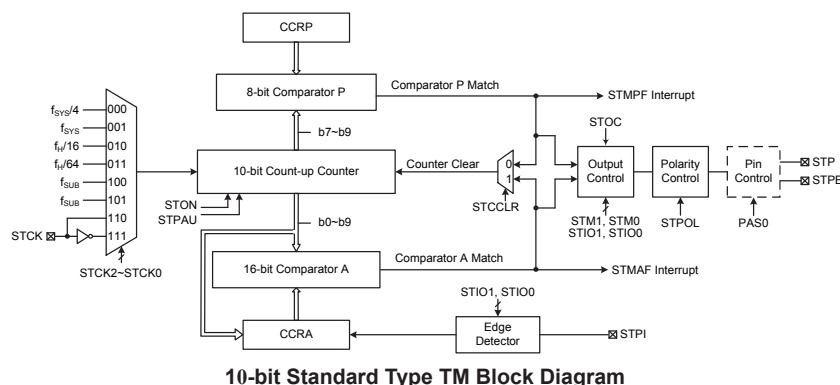 CCRP
8-bit Comparator P
Comparator P Match
STMPF Interrupt
b7~b9
fSYS/4
000
fSYS
001
fH/16
010
fH/64
011
fSUB
100
fSUB
101
110
111
STCK
STCK2~STCK0
10-bit Count-up Counter
Counter Clear
0
1
STCCLR
STOC
Output
Control
Polarity
Control
Pin
Control
STP
STPB
STON
STPAU
b0~b9
STM1, STM0
STIO1, STIO0
STPOL
PAS0
16-bit Comparator A
Comparator A Match
STMAF Interrupt
STIO1, STIO0
CCRA
Edge
Detector
STPI
10-bit Standard Type TM Block Diagram